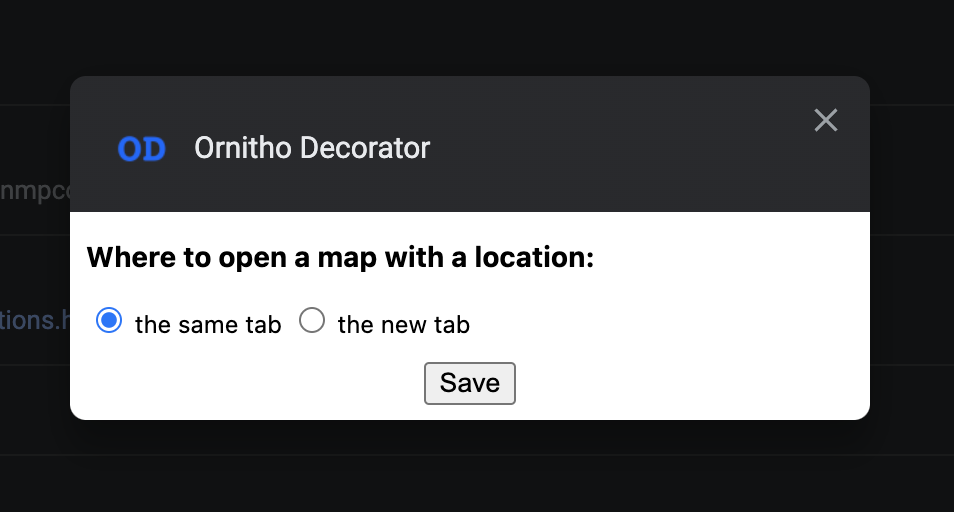 OD Ornitho Decorator
nmpc
Where to open a map with a location:
tions.h
the same tab the new tab
Save